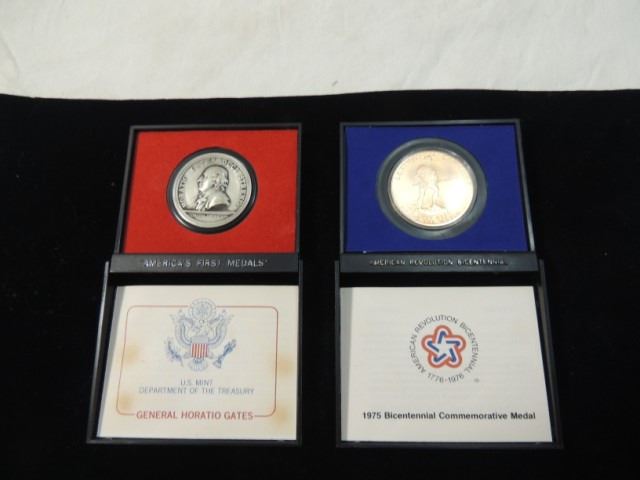 "AMERICA'S FIRST MEDALS"
U.S. MINT
DEPARTMENT OF THE TREASURY
GENERAL HORATIO GATES
AMERICAN REVOLUTION BICENTENNIAL
AMERICAN REVOLUTION BICENTENNIAL
1776-1976
1975 Bicentennial Commemorative Medal